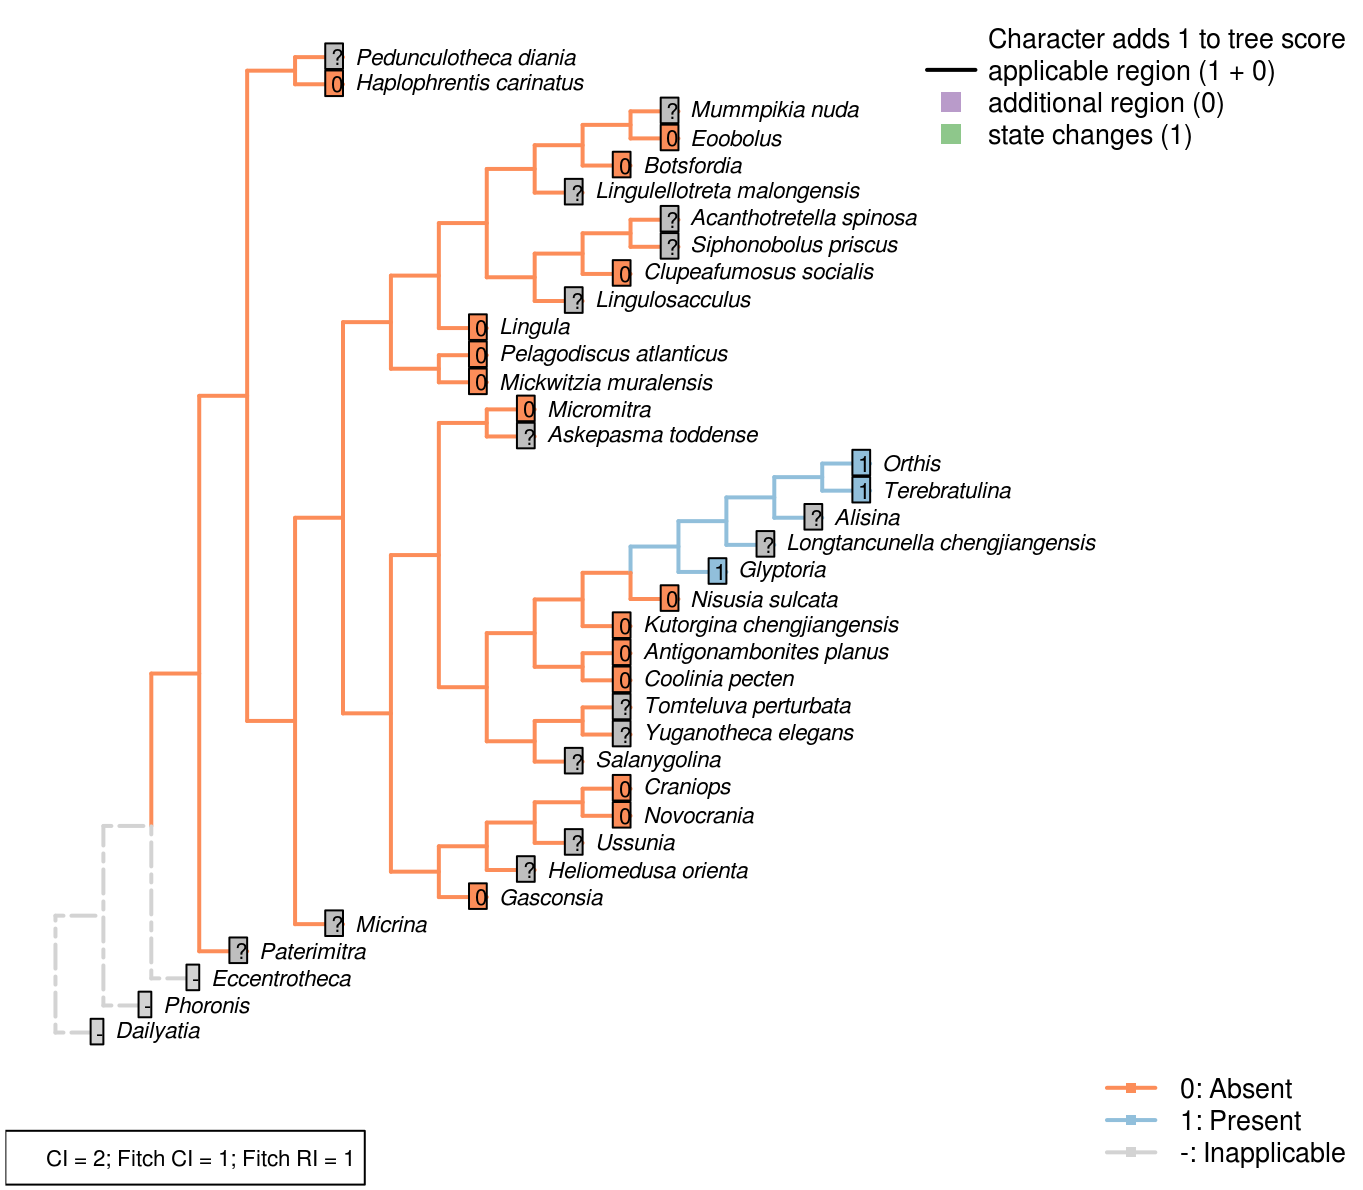 Character adds 1 to tree score
applicable region (1 + 0)
additional region (0)
state changes (1)
? Pedunculotheca diania
0 Haplophrentis carinatus
? Mummpikia nuda
0 Eoobolus
0 Botsfordia
? Lingulellotreta malongensis
? Acanthotretella spinosa
? Siphonobolus priscus
0 Clupeafumosus socialis
? Lingulosacculus
0 Lingula
0 Pelagodiscus atlanticus
0 Mickwitzia muralensis
0 Micromitra
? Askepasma toddense
1 Orthis
1 Terebratulina
? Alisina
? Longtancunella chengjiangensis
1 Glyptoria
0 Nisusia sulcata
0 Kutorgina chengjiangensis
0 Antigonambonites planus
0 Coolinia pecten
? Tomteluva perturbata
? Yuganotheca elegans
? Salanygolina
0 Craniops
0 Novocrania
? Ussunia
? Heliomedusa orienta
0 Gasconsia
? Micrina
? Paterimitra
- Eccentrotheca
- Phoronis
- Dailyatia
0: Absent
1: Present
-: Inapplicable
CI = 2; Fitch CI = 1; Fitch RI = 1